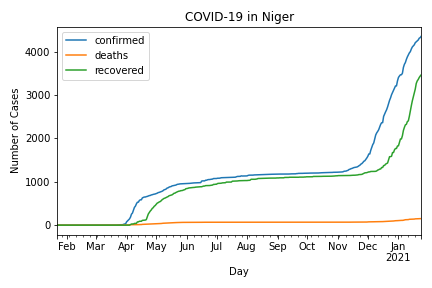 COVID-19 in Niger
confirmed
deaths
recovered
Number of Cases
4000
3000
2000
1000
0
Feb Mar Apr May Jun Jul Aug Sep Oct Nov Dec Jan
2021
Day